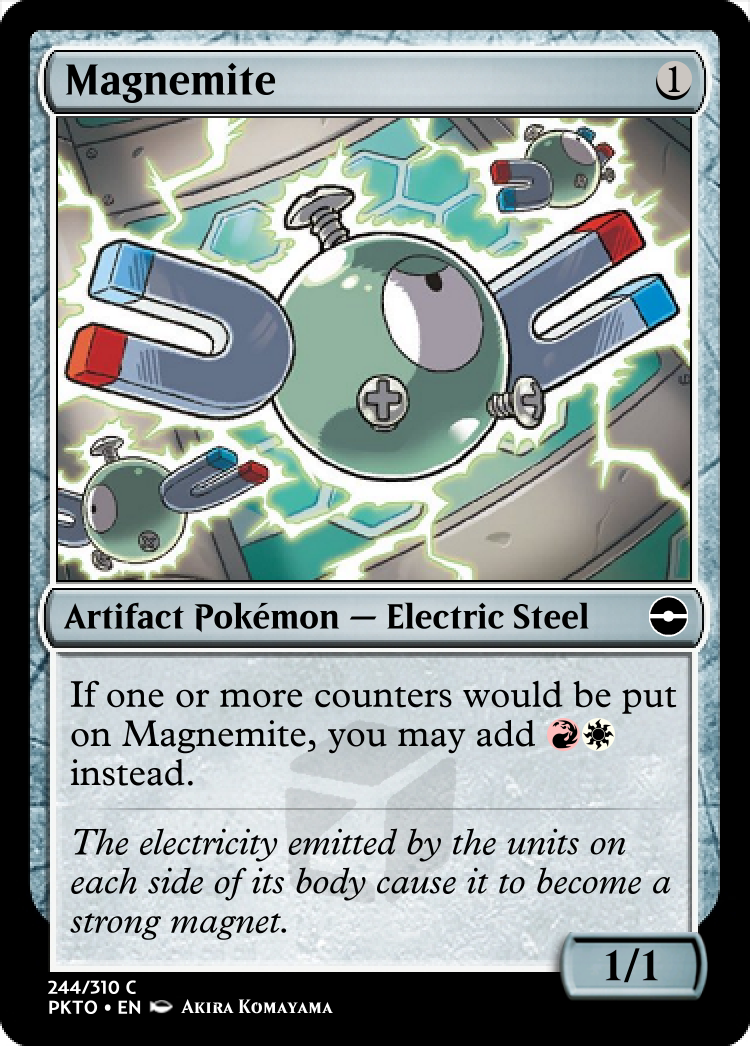 Magnemite 1
Artifact Pokémon — Electric Steel
If one or more counters would be put
on Magnemite, you may add
instead.
The electricity emitted by the units on
each side of its body cause it to become a
strong magnet.
1/1
244/310 C
PKTO • EN Akira Komayama